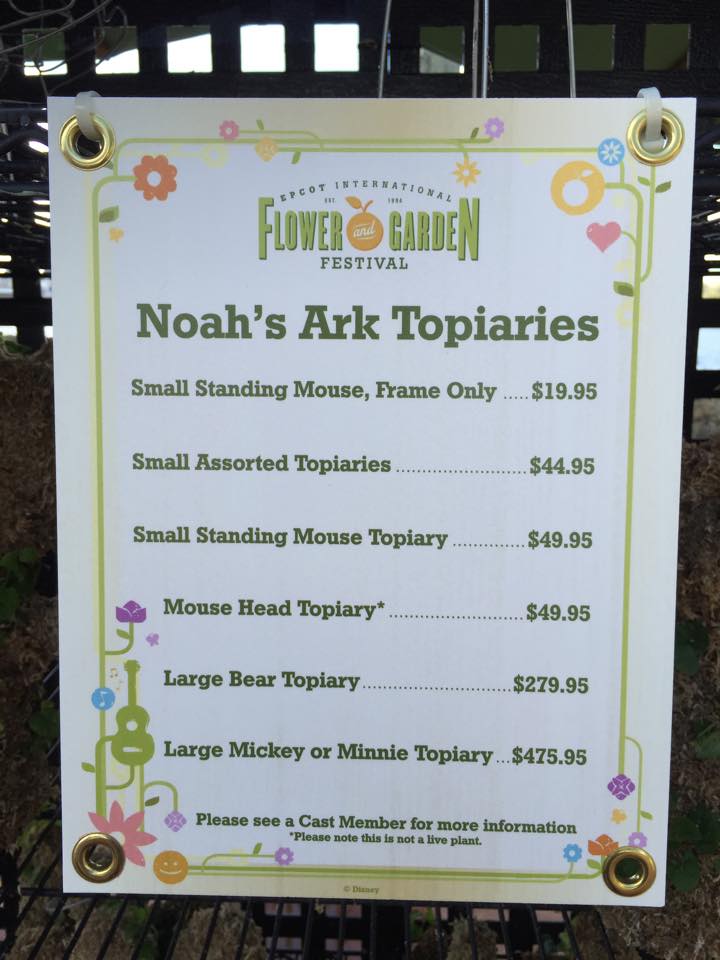 EPCOT INTERNATIONAL
EST. 1994
FLOWER and GARDEN
FESTIVAL
Noah's Ark Topiaries
Small Standing Mouse, Frame Only ..... $19.95
Small Assorted Topiaries ........................ $44.95
Small Standing Mouse Topiary ............. $49.95
Mouse Head Topiary* ......................... $49.95
Large Bear Topiary ............................ $279.95
Large Mickey or Minnie Topiary ... $475.95
Please see a Cast Member for more information
*Please note this is not a live plant.
© Disney